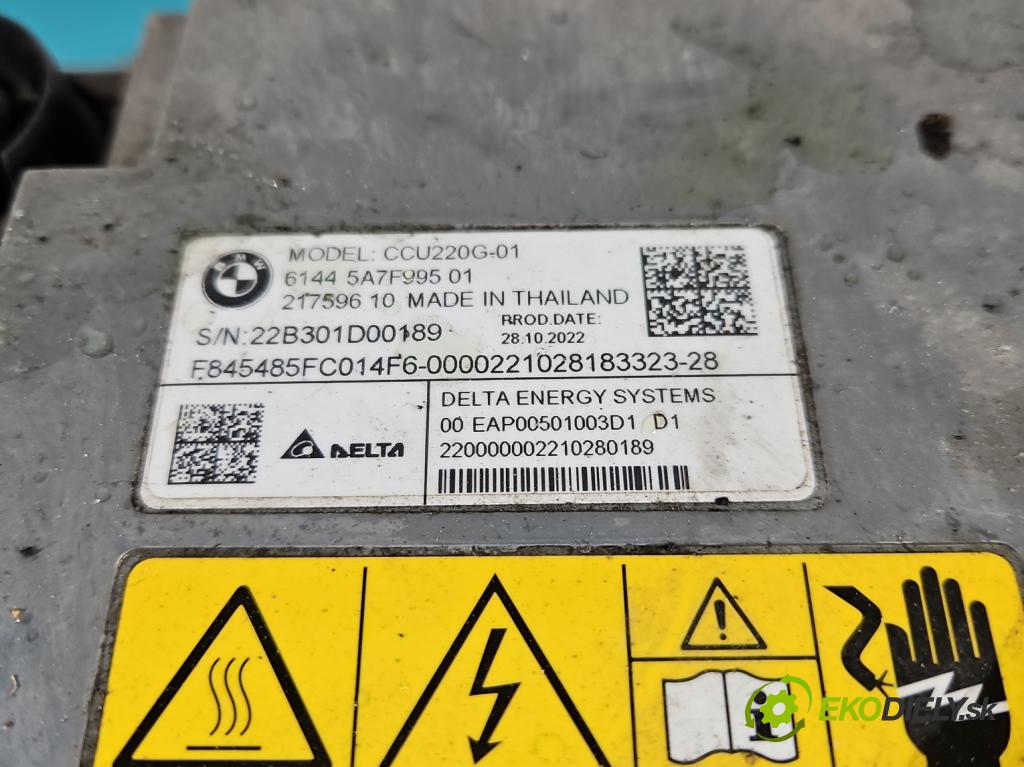 BMW
MODEL: CCU220G-01
6144 5A7F995 01
217596 10 MADE IN THAILAND
RROD.DATE:
S/N:22B301D00189 28.10.2022
F845485FC014F6-0000221028183323-28
DELTA
DELTA ENERGY SYSTEMS
00 EAP00501003D1 D1
220000002210280189
EKODIELY.sk